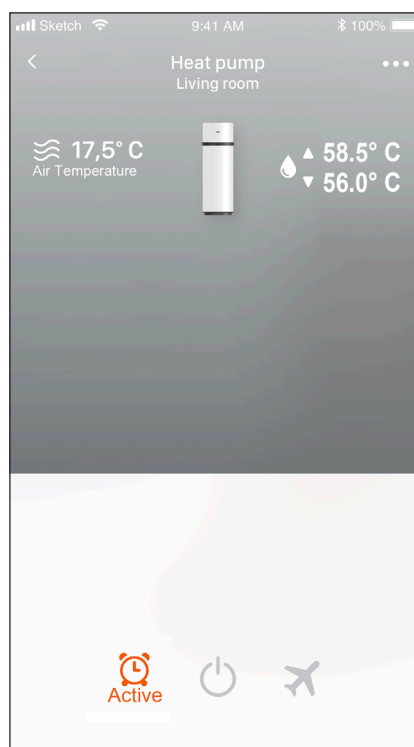 Sketch 9:41 AM 100%
Heat pump
Living room
17,5° C
Air Temperature
▲ 58.5° C
▼ 56.0° C
Active